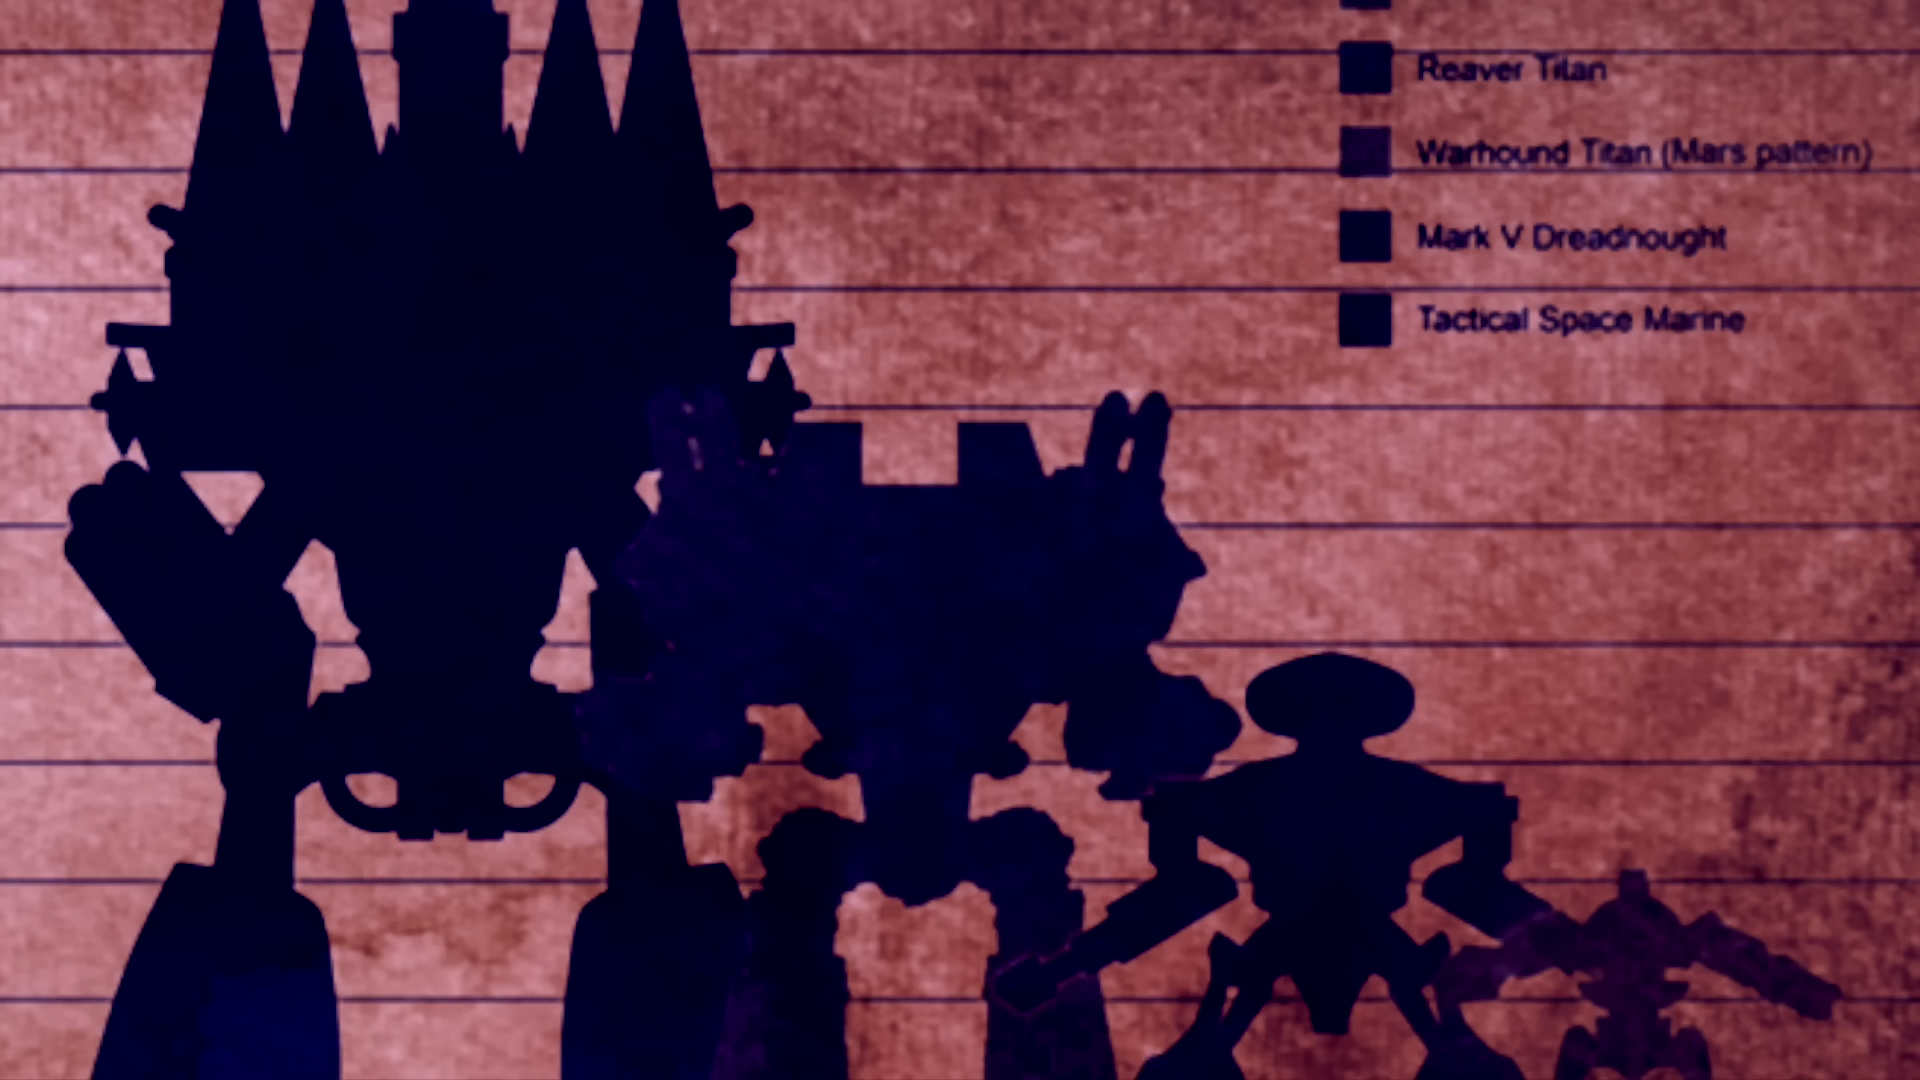 Reaver Titan
Warhound Titan (Mars pattern)
Mark V Dreadnought
Tactical Space Marine